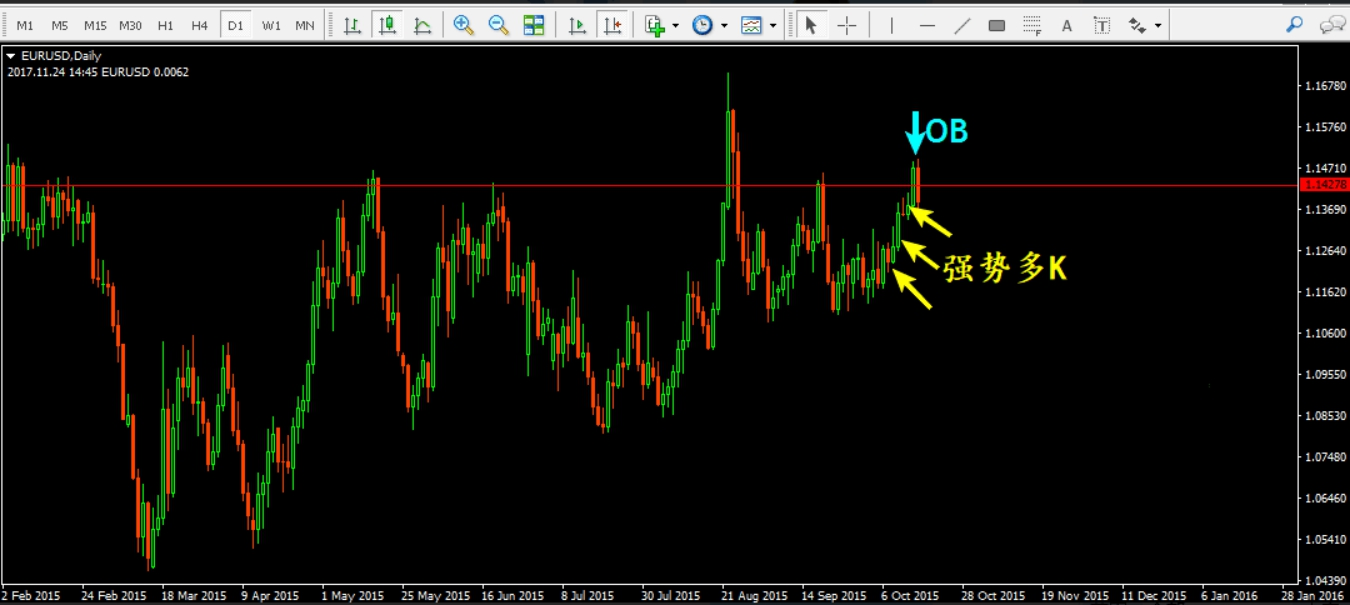 M1 M5 M15 M30 H1 H4 D1 W1 MN A T F
EURUSD,Daily
2017.11.24 14:45 EURUSD 0.0062
1.16780
OB
1.15760
1.14710
1.14278
1.13690
强势多K
1.12640
1.11620
1.10600
1.09550
1.08530
1.07480
1.06460
1.05410
1.04390
2 Feb 2015 24 Feb 2015 18 Mar 2015 9 Apr 2015 1 May 2015 25 May 2015 16 Jun 2015 8 Jul 2015 30 Jul 2015 21 Aug 2015 14 Sep 2015 6 Oct 2015 28 Oct 2015 19 Nov 2015 11 Dec 2015 6 Jan 2016 28 Jan 2016